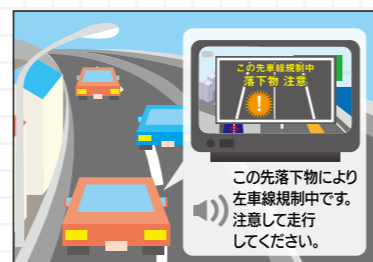 この先車線規制中
落下物 注意
!
この先落下物により
左車線規制中です。
注意して走行
してください。